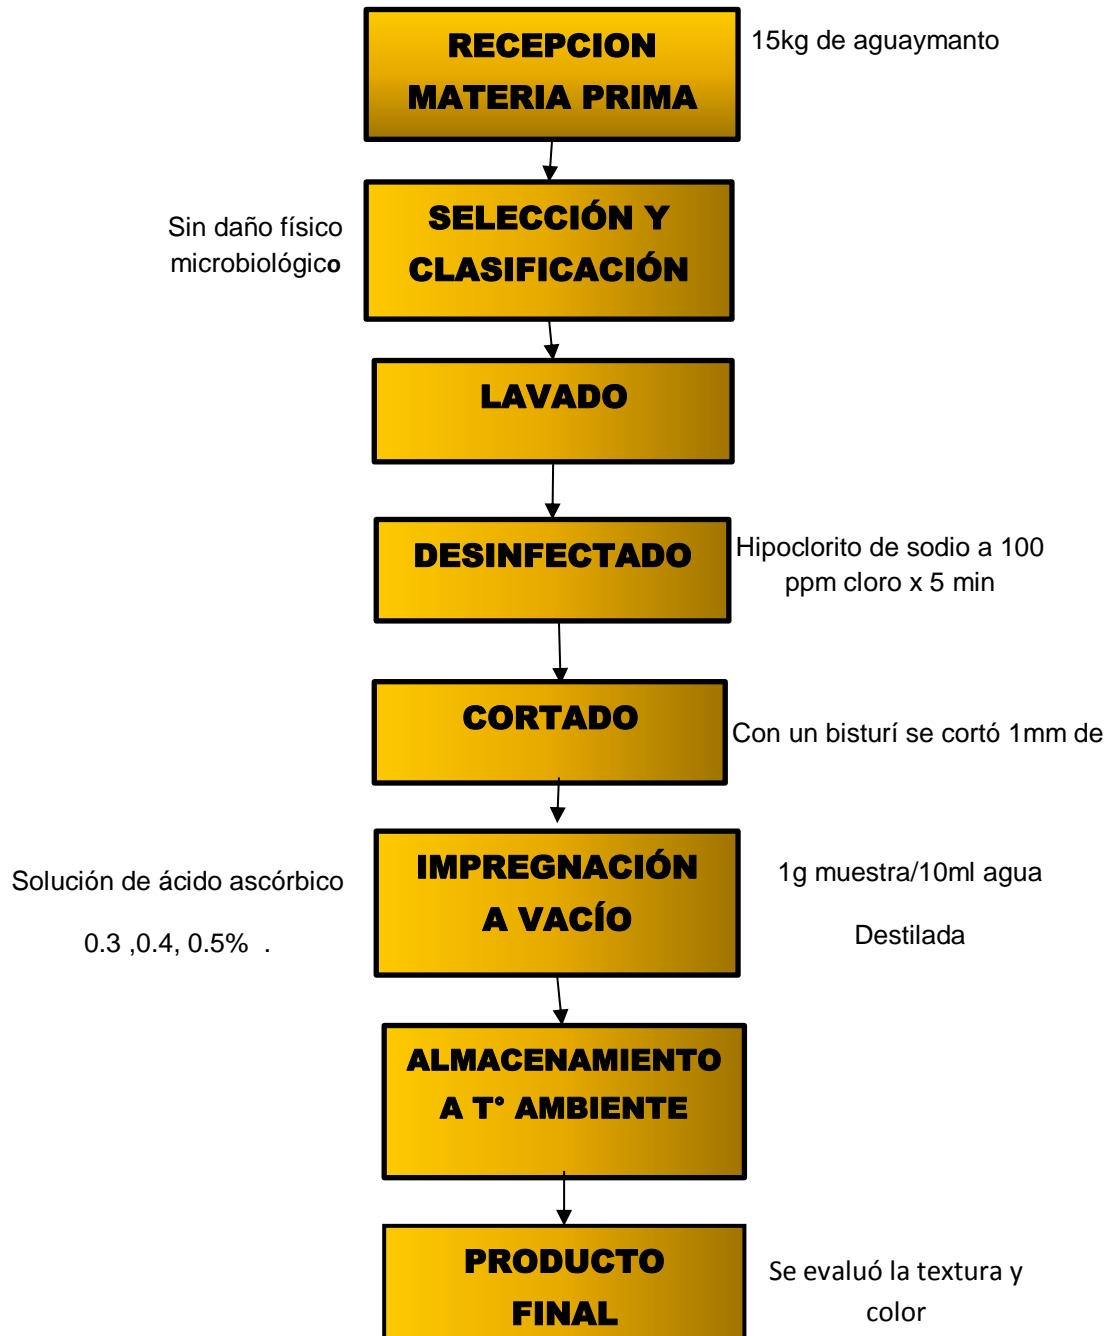 RECEPCION
MATERIA PRIMA
15kg de aguaymanto
Sin daño físico
microbiológico
SELECCIÓN Y
CLASIFICACIÓN
LAVADO
DESINFECTADO
Hipoclorito de sodio a 100
ppm cloro x 5 min
CORTADO
Con un bisturí se cortó 1mm de
Solución de ácido ascórbico
0.3 ,0.4, 0.5% .
IMPREGNACIÓN
A VACÍO
1g muestra/10ml agua
Destilada
ALMACENAMIENTO
A T° AMBIENTE
PRODUCTO
FINAL
Se evaluó la textura y
color